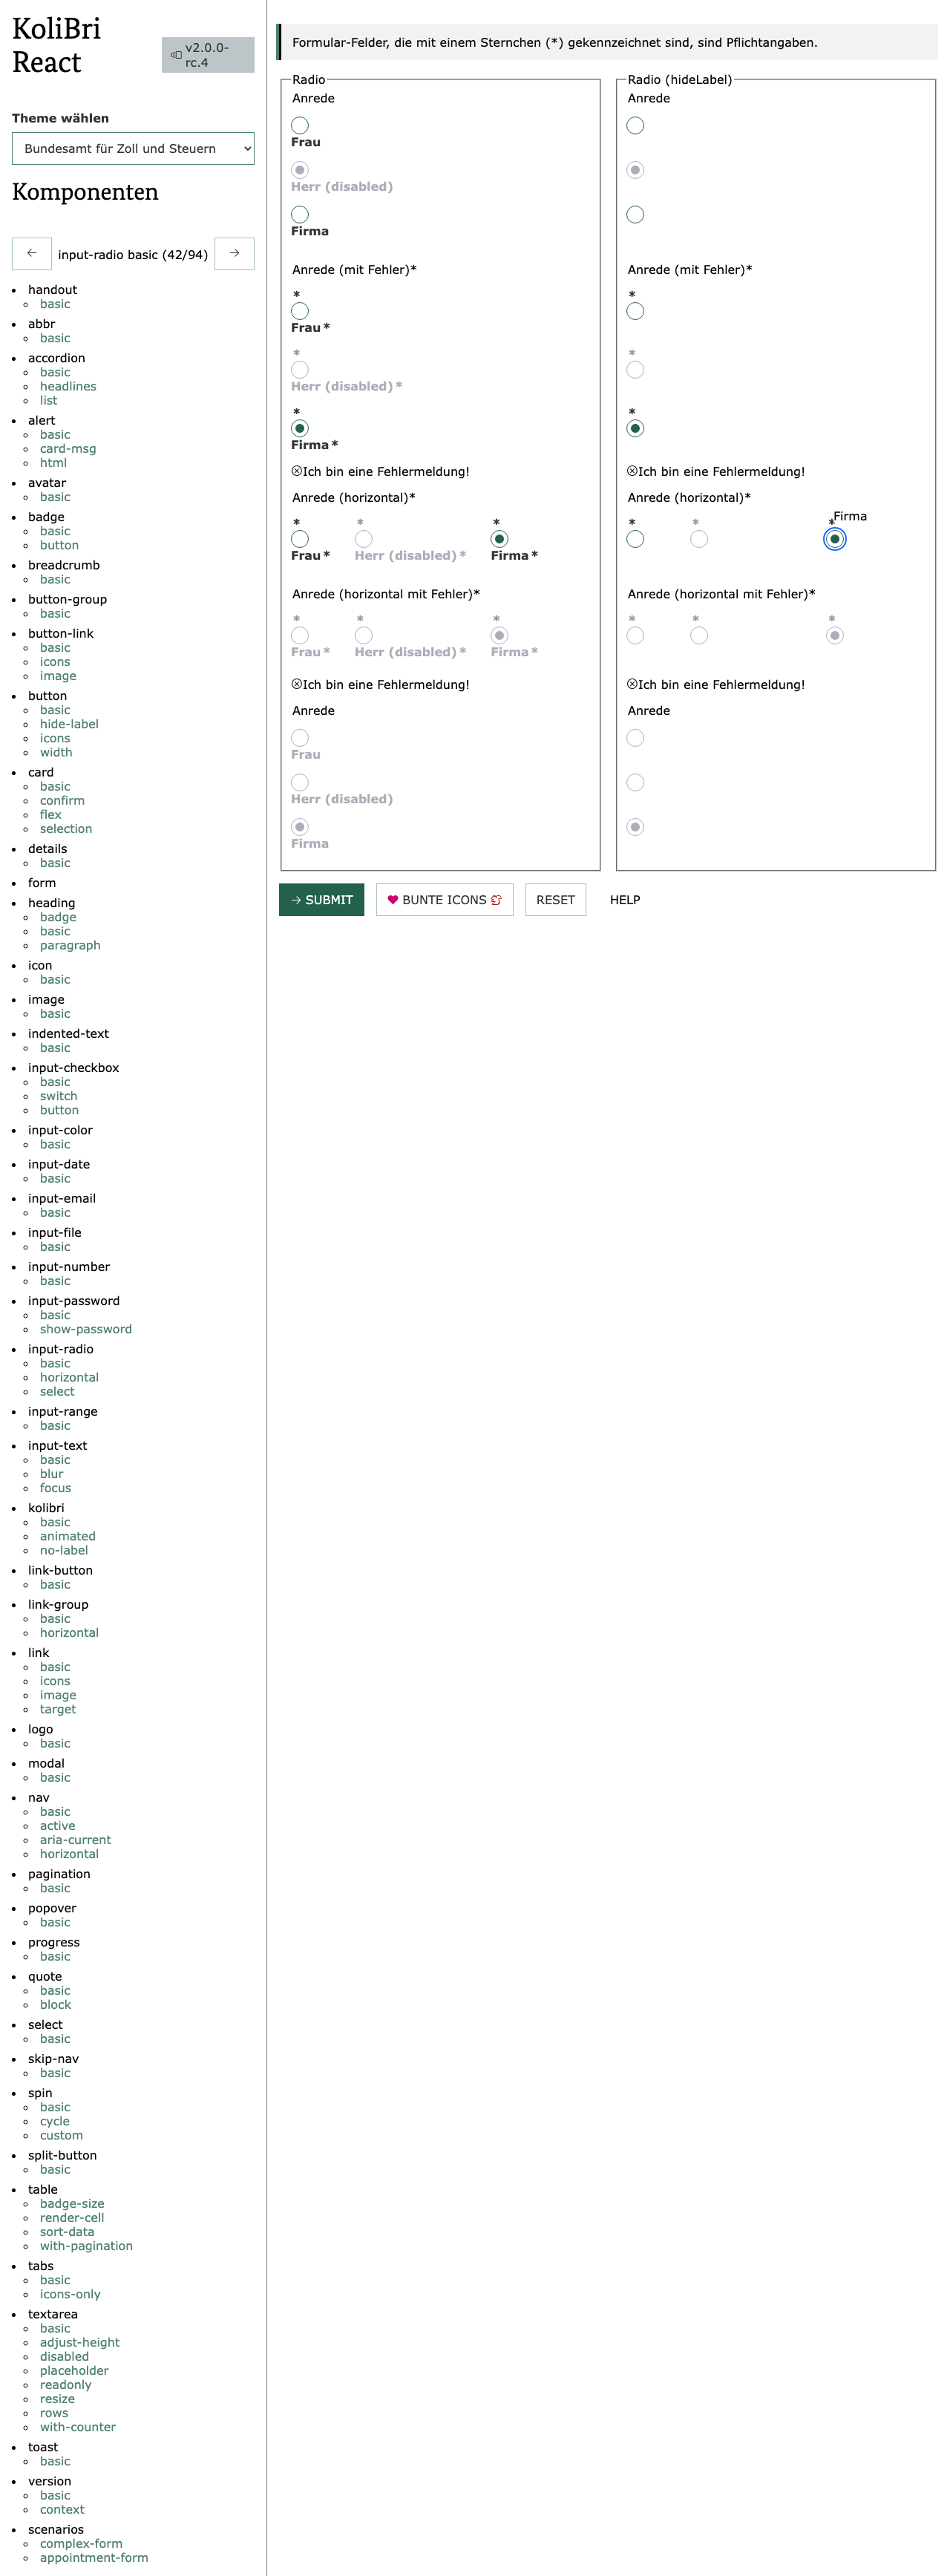 KoliBri
React
v2.0.0-
rc.4
Theme wählen
Bundesamt für Zoll und Steuern
Komponenten
← input-radio basic (42/94) →
handout
basic
abbr
basic
accordion
basic
headlines
list
alert
basic
card-msg
html
avatar
basic
badge
basic
button
breadcrumb
basic
button-group
basic
button-link
basic
icons
image
button
basic
hide-label
icons
width
card
basic
confirm
flex
selection
details
basic
form
heading
badge
basic
paragraph
icon
basic
image
basic
indented-text
basic
input-checkbox
basic
switch
button
input-color
basic
input-date
basic
input-email
basic
input-file
basic
input-number
basic
input-password
basic
show-password
input-radio
basic
horizontal
select
input-range
basic
input-text
basic
blur
focus
kolibri
basic
animated
no-label
link-button
basic
link-group
basic
horizontal
link
basic
icons
image
target
logo
basic
modal
basic
nav
basic
active
aria-current
horizontal
pagination
basic
popover
basic
progress
basic
quote
basic
block
select
basic
skip-nav
basic
spin
basic
cycle
custom
split-button
basic
table
badge-size
render-cell
sort-data
with-pagination
tabs
basic
icons-only
textarea
basic
adjust-height
disabled
placeholder
readonly
resize
rows
with-counter
toast
basic
version
basic
context
scenarios
complex-form
appointment-form
Formular-Felder, die mit einem Sternchen (*) gekennzeichnet sind, sind Pflichtangaben.
Radio
Anrede
Frau
Herr (disabled)
Firma
Anrede (mit Fehler)*
*
Frau *
*
Herr (disabled) *
*
Firma *
Ich bin eine Fehlermeldung!
Anrede (horizontal)*
* * *
Frau * Herr (disabled) * Firma *
Anrede (horizontal mit Fehler)*
* * *
Frau * Herr (disabled) * Firma *
Ich bin eine Fehlermeldung!
Anrede
Frau
Herr (disabled)
Firma
Radio (hideLabel)
Anrede
Anrede (mit Fehler)*
*
*
*
Ich bin eine Fehlermeldung!
Anrede (horizontal)*
Firma
* * *
Anrede (horizontal mit Fehler)*
* * *
Ich bin eine Fehlermeldung!
Anrede
→ SUBMIT BUNTE ICONS RESET HELP